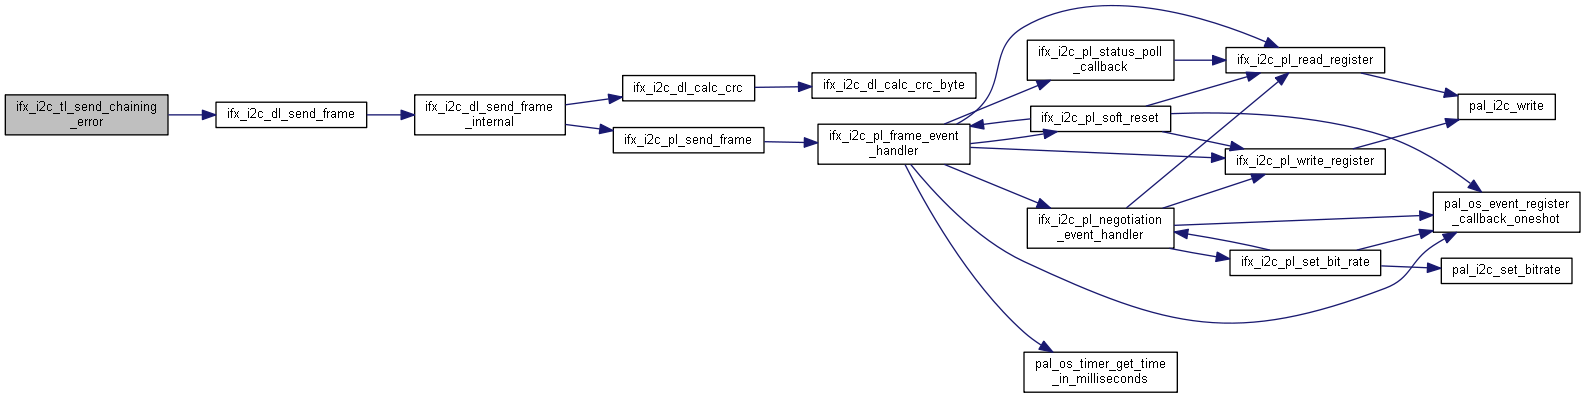 ifx_i2c_tl_send_chaining
_error
ifx_i2c_dl_send_frame
ifx_i2c_dl_send_frame
_internal
ifx_i2c_dl_calc_crc
ifx_i2c_pl_send_frame
ifx_i2c_dl_calc_crc_byte
ifx_i2c_pl_frame_event
_handler
ifx_i2c_pl_status_poll
_callback
ifx_i2c_pl_soft_reset
ifx_i2c_pl_negotiation
_event_handler
pal_os_timer_get_time
_in_milliseconds
ifx_i2c_pl_read_register
ifx_i2c_pl_write_register
ifx_i2c_pl_set_bit_rate
pal_i2c_write
pal_os_event_register
_callback_oneshot
pal_i2c_set_bitrate